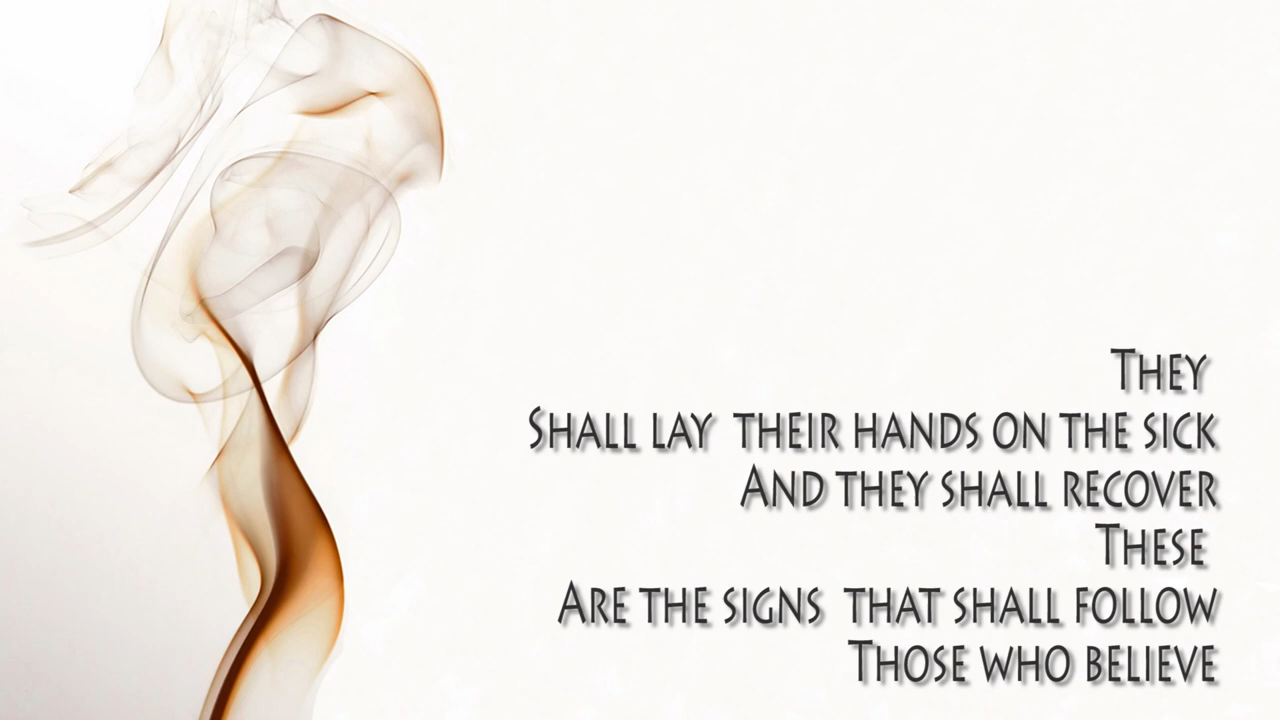 They
Shall lay their hands on the sick
And they shall recover
These
Are the signs that shall follow
Those who believe